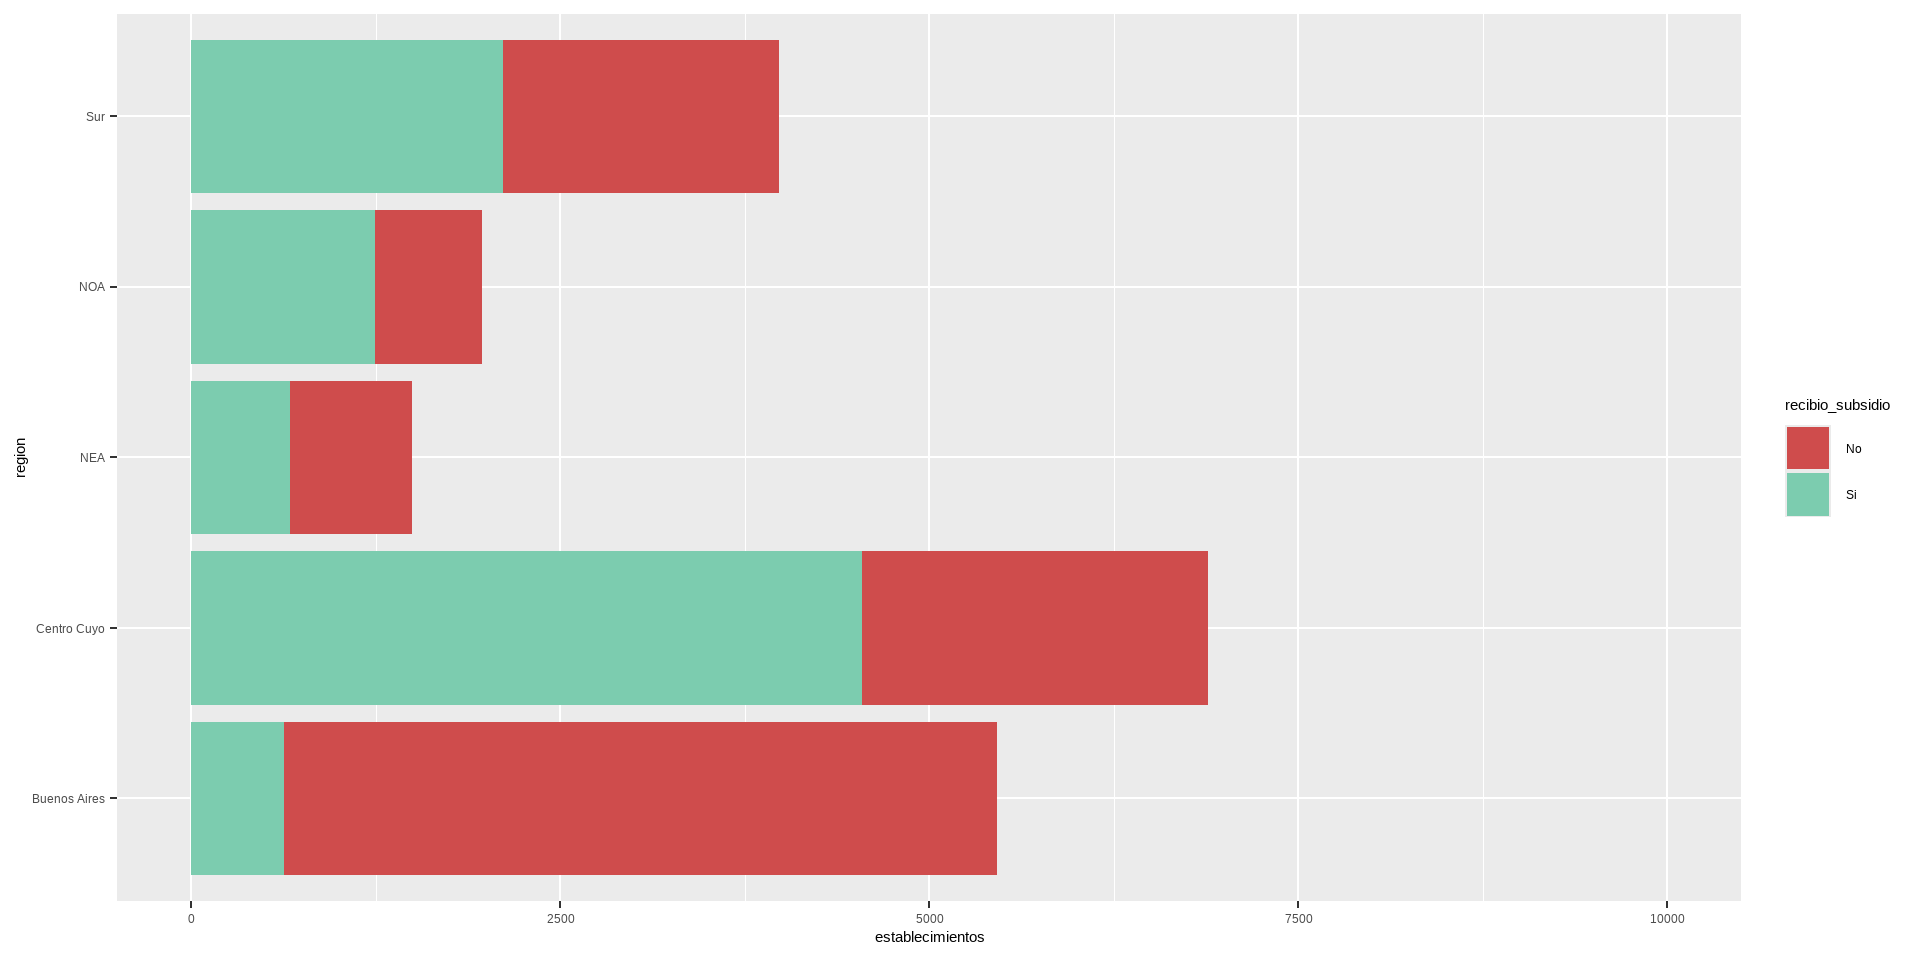 Sur
NOA
NEA
Centro Cuyo
Buenos Aires
region
0 2500 5000 7500 10000
establecimientos
recibio_subsidio
No
Si